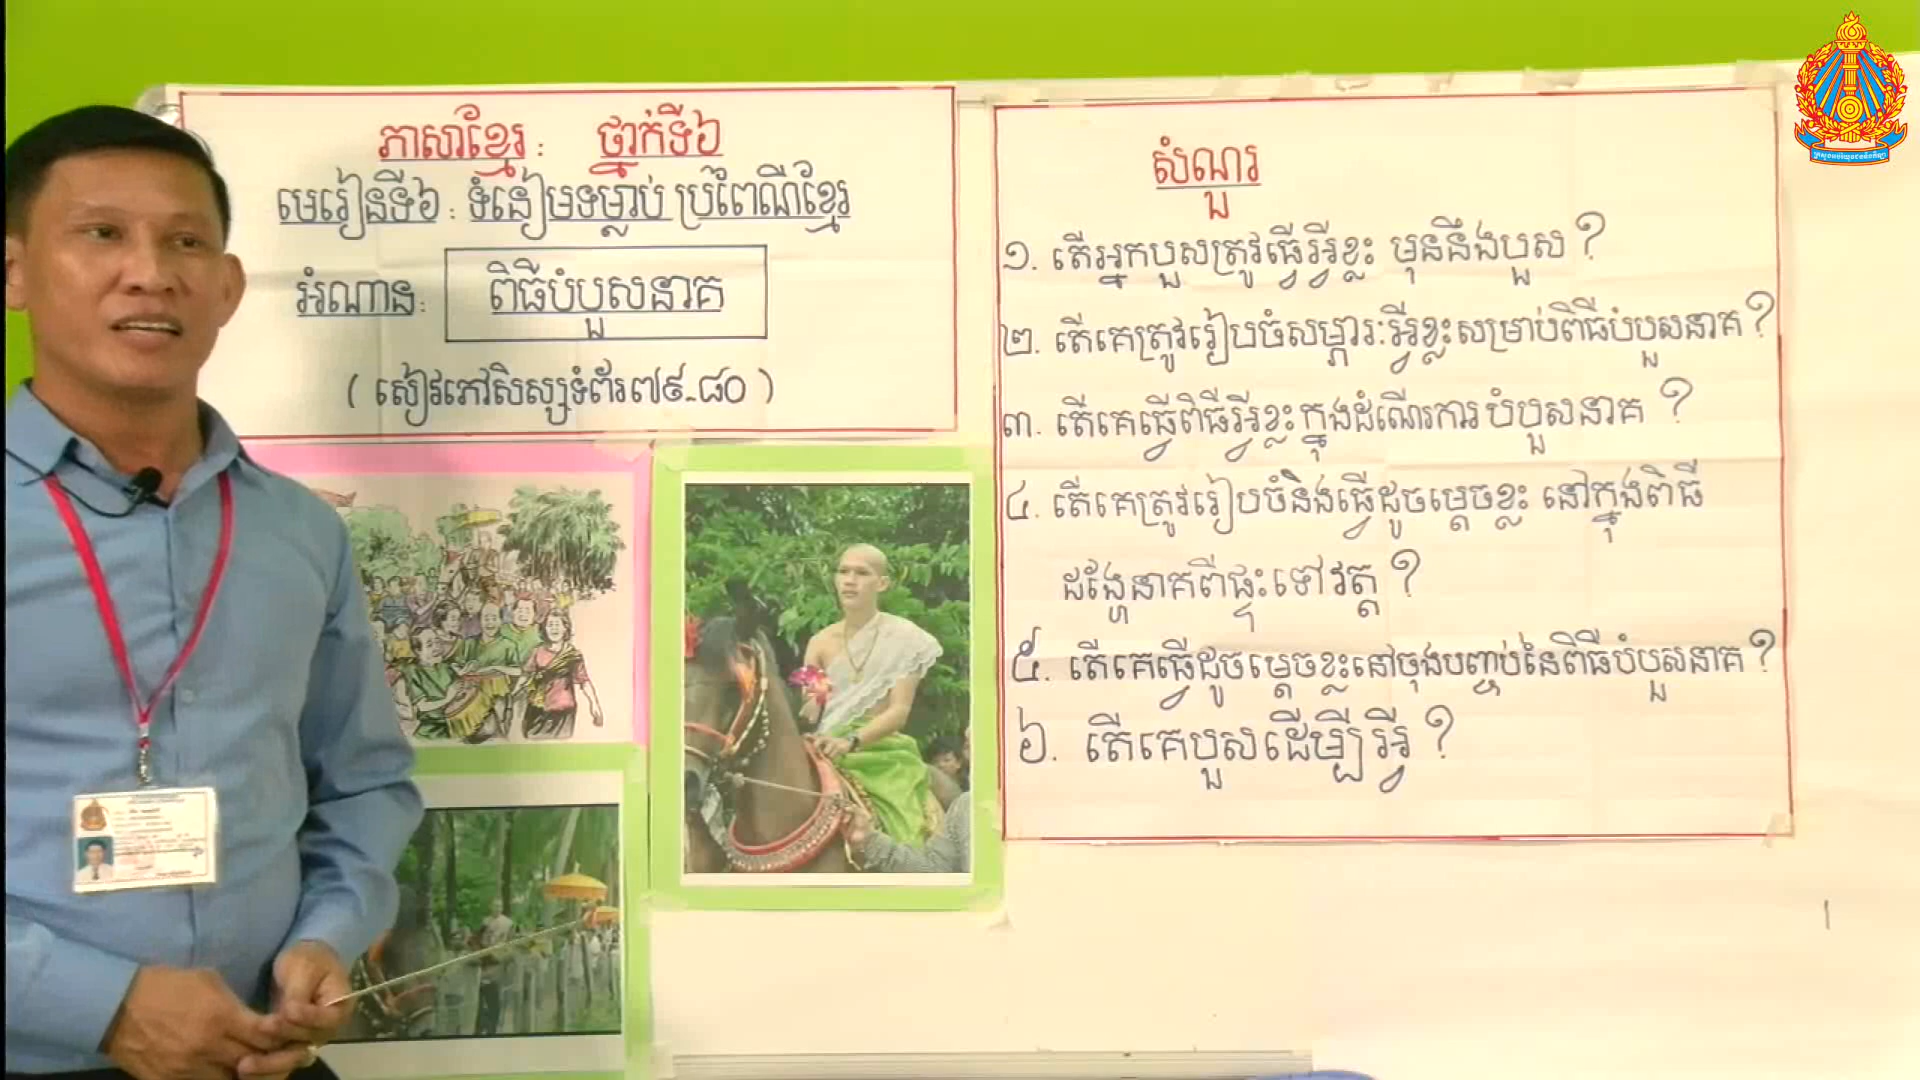 ភាសាខ្មែរ : ថ្នាក់ទី៦
មេរៀនទី៦ : ទំនៀមទម្លាប់ ប្រពៃណីខ្មែរ
អំណាន: ពិធីបំបួសនាគ
( សៀវភៅសិស្សទំព័រ៧៩-៨០ )
សំណួរ
១. តើអ្នកបួសត្រូវធ្វើអ្វីខ្លះ មុននឹងបួស ?
២. តើគេត្រូវរៀបចំសម្ភារៈអ្វីខ្លះសម្រាប់ពិធីបំបួសនាគ ?
៣. តើគេធ្វើពិធីអ្វីខ្លះក្នុងដំណើរការបំបួសនាគ ?
៤. តើគេត្រូវរៀបចំនិងធ្វើដូចម្ដេចខ្លះ នៅក្នុងពិធី
ដង្ហែនាគពីផ្ទះទៅវត្ត ?
៥. តើគេធ្វើដូចម្ដេចខ្លះនៅចុងបញ្ចប់នៃពិធីបំបួសនាគ ?
៦. តើគេបួសដើម្បីអ្វី ?